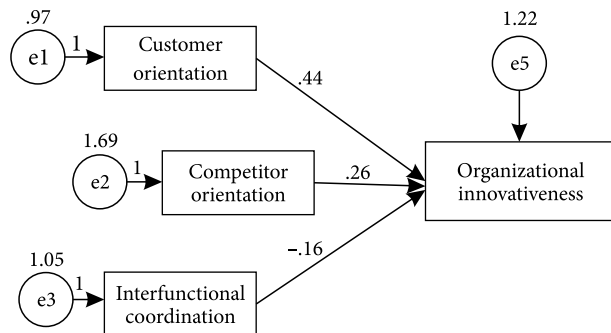 .97
e1
1
Customer
orientation
.44
1.22
e5
1.69
e2
1
Competitor
orientation
.26
Organizational
innovativeness
1.05
e3
1
Interfunctional
coordination
–.16